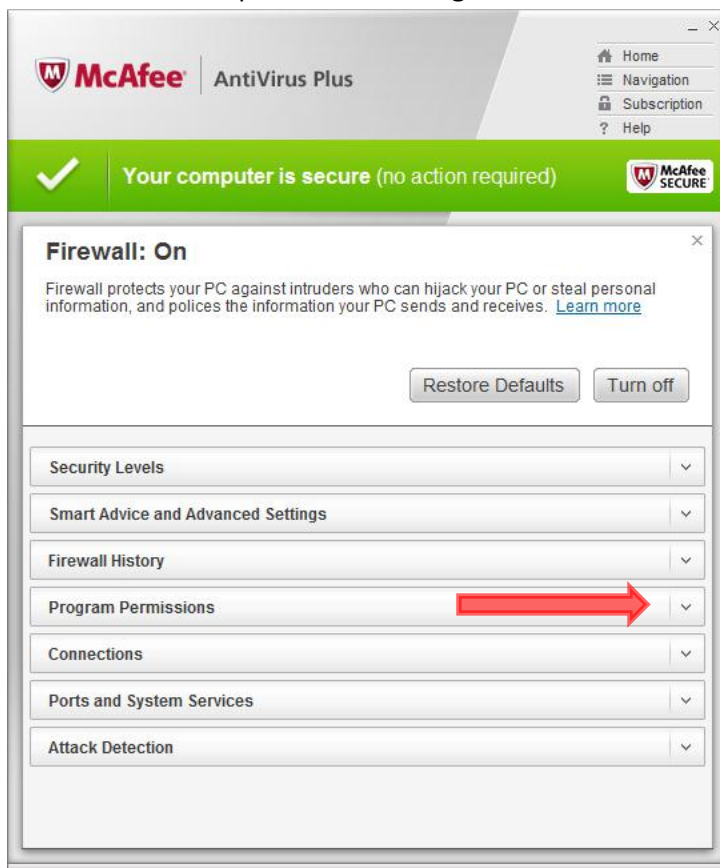 Home
McAfee AntiVirus Plus
Navigation
Subscription
? Help
Your computer is secure (no action required)
McAfee
SECURE
Firewall: On
Firewall protects your PC against intruders who can hijack your PC or steal personal
information, and polices the information your PC sends and receives. Learn more
Restore Defaults
Turn off
Security Levels
Smart Advice and Advanced Settings
Firewall History
Program Permissions
Connections
Ports and System Services
Attack Detection